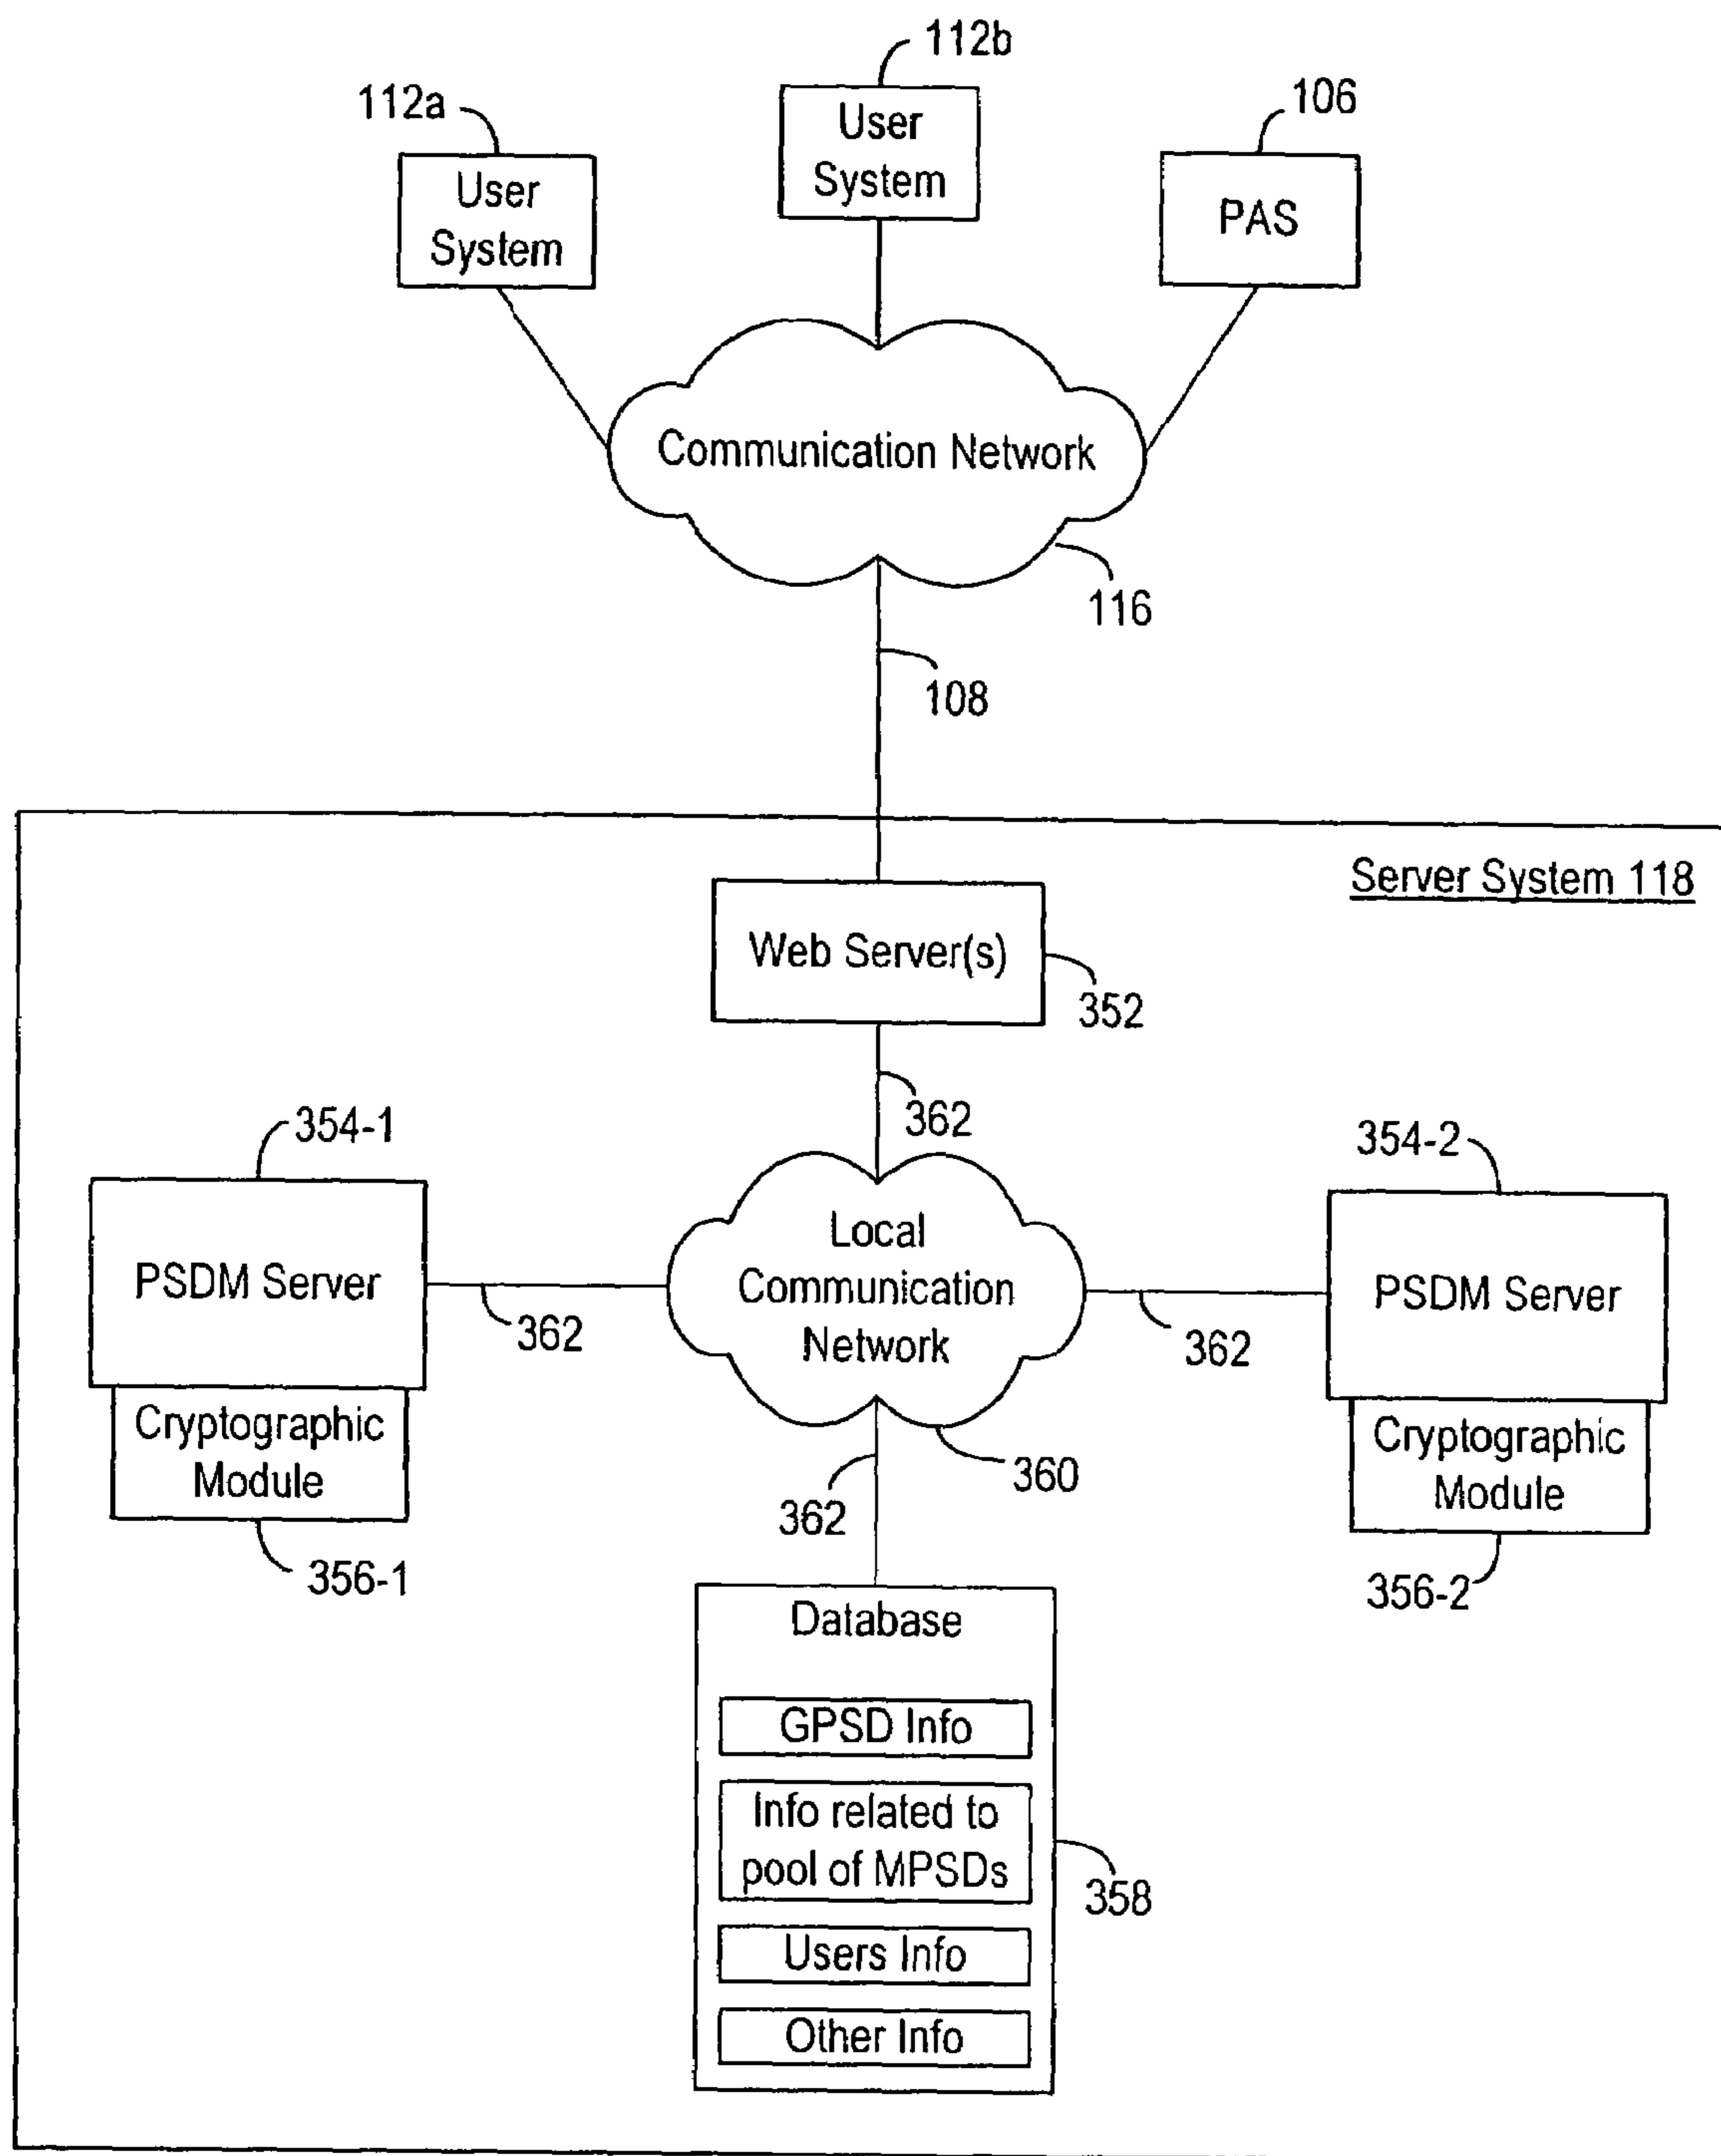 112b
112a
106
User
System
User
System
PAS
Communication Network
116
108
Server System 118
Web Server(s)
352
362
354-1
354-2
PSDM Server
362
Local
Communication
Network
362
PSDM Server
Cryptographic
Module
362
360
Cryptographic
Module
356-1
356-2
Database
GPSD Info
Info related to
pool of MPSDs
358
Users Info
Other Info